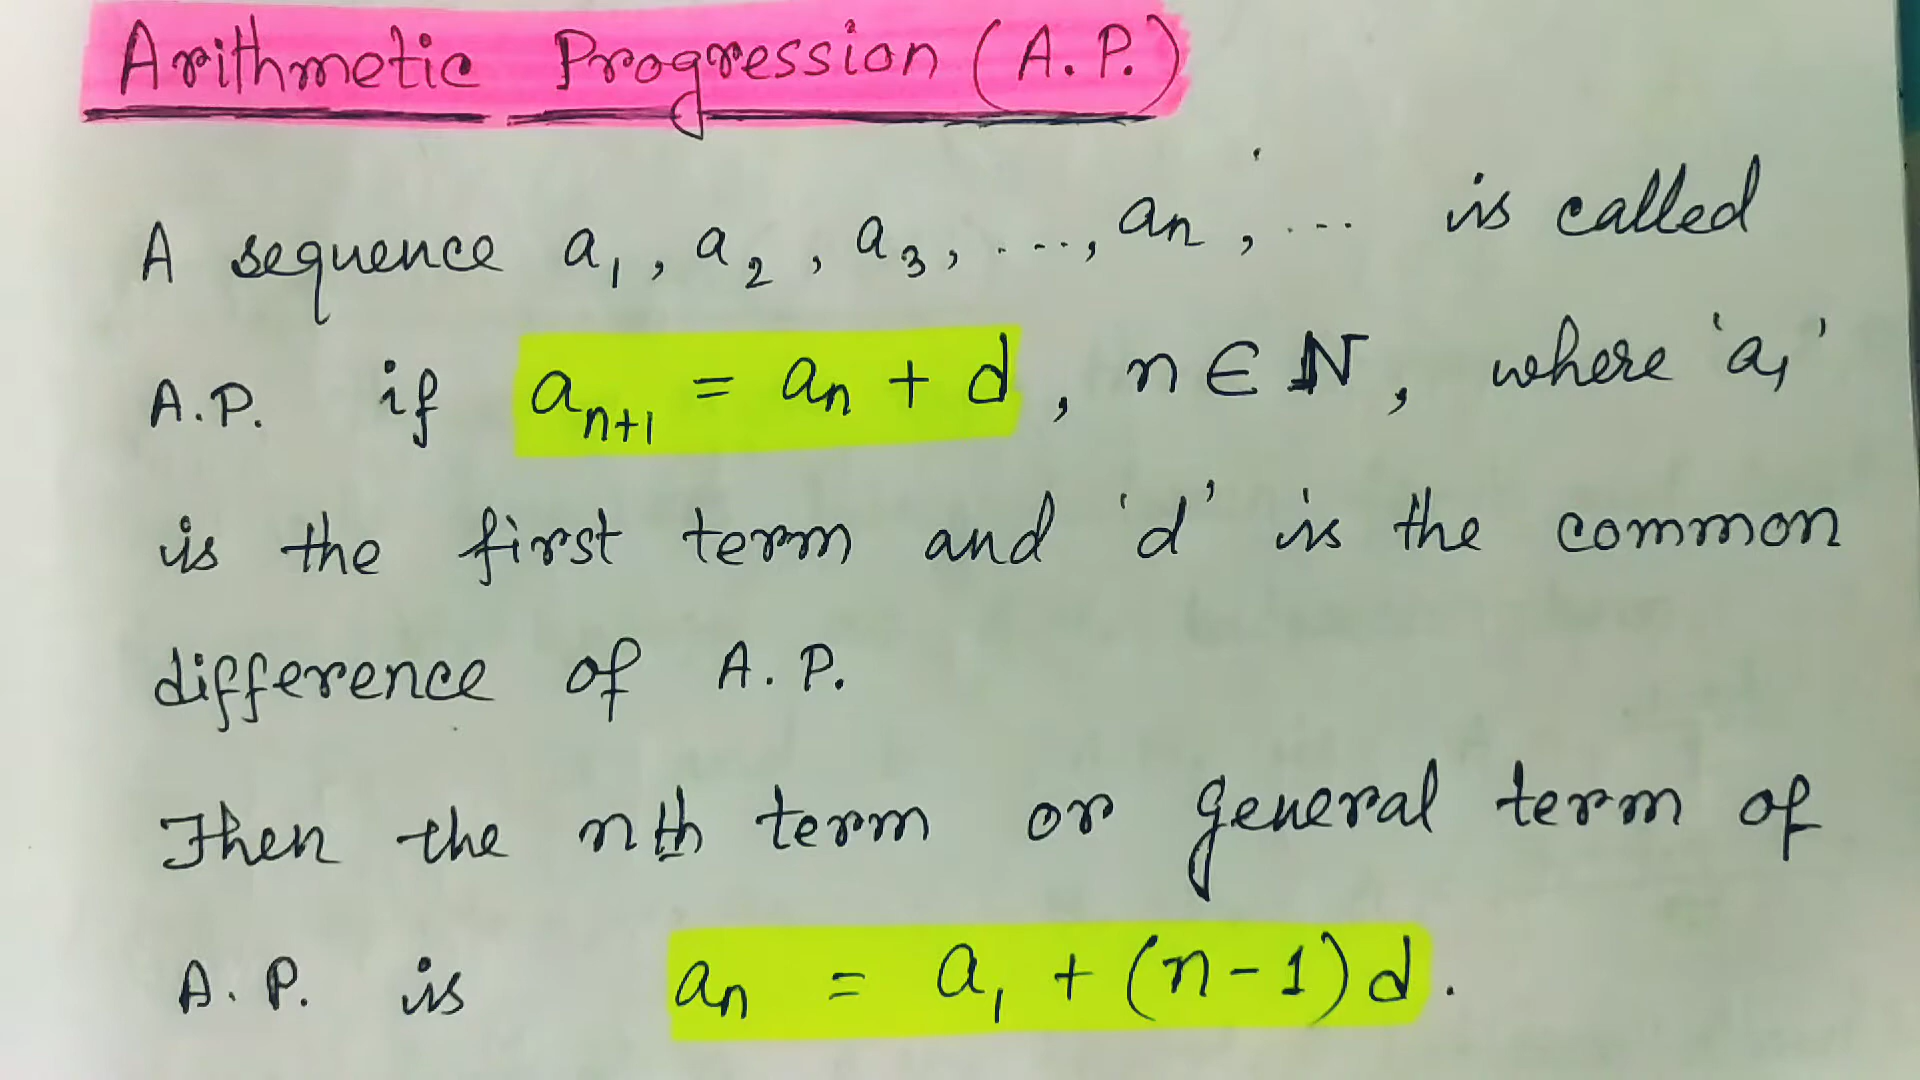 Arithmetic Progression (A.P.)
A sequence a₁, a₂, a₃, ..., aₙ, ... is called
A.P. if aₙ₊₁ = aₙ + d, n ∈ ℕ, where 'a₁'
is the first term and 'd' is the common
difference of A.P.
Then the nth term or general term of
A.P. is aₙ = a₁ + (n-1)d.